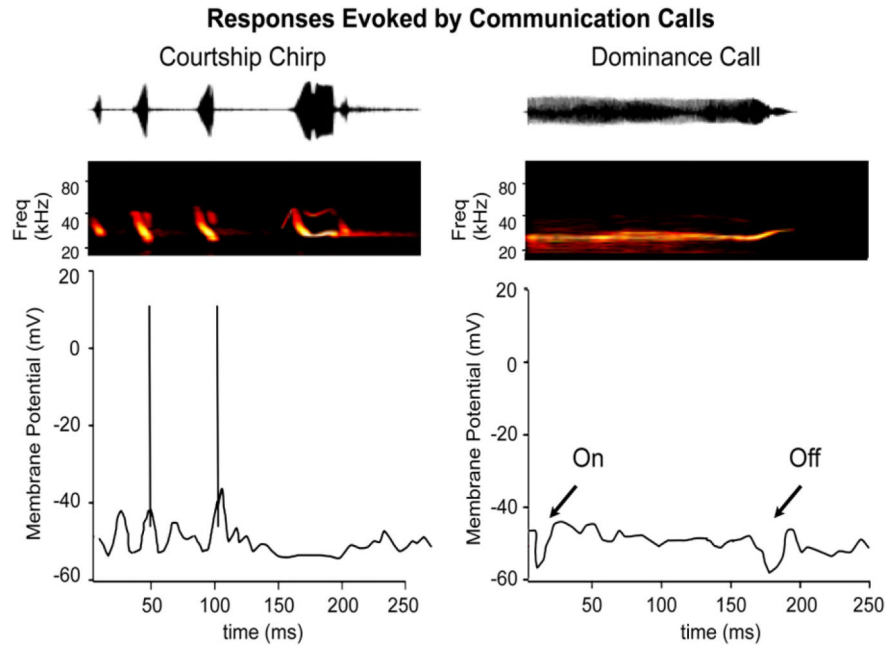 Responses Evoked by Communication Calls
Courtship Chirp
Dominance Call
Freq
(kHz)
80
40
20
Freq
(kHz)
80
40
20
Membrane Potential (mV)
20
0
-20
-40
-60
50
100
150
200
250
time (ms)
Membrane Potential (mV)
20
0
-20
-40
-60
On
Off
50
100
150
200
250
time (ms)